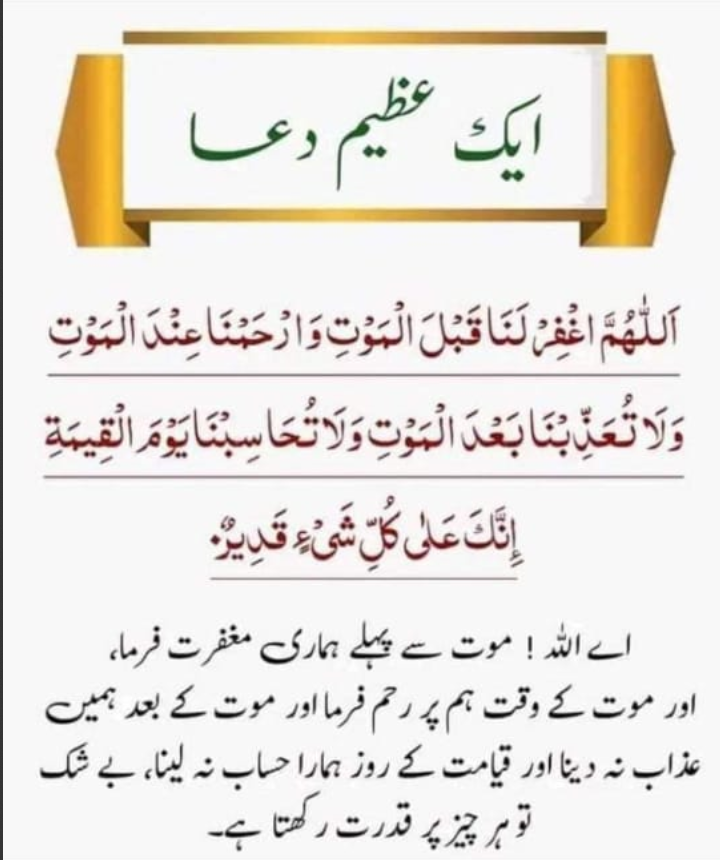 ایک عظیم دعا
اَللّٰهُمَّ اغْفِرْ لَنَا قَبْلَ الْمَوْتِ وَارْحَمْنَا عِنْدَ الْمَوْتِ
وَلَا تُعَذِّبْنَا بَعْدَ الْمَوْتِ وَلَا تُحَاسِبْنَا يَوْمَ الْقِيمَةِ
إِنَّكَ عَلٰى كُلِّ شَىْءٍ قَدِيرٌ.
اے اللہ ! موت سے پہلے ہماری مغفرت فرما،
اور موت کے وقت ہم پر رحم فرما اور موت کے بعد ہمیں
عذاب نہ دینا اور قیامت کے روز ہمارا حساب نہ لینا، بے شک
تو ہر چیز پر قدرت رکھتا ہے۔